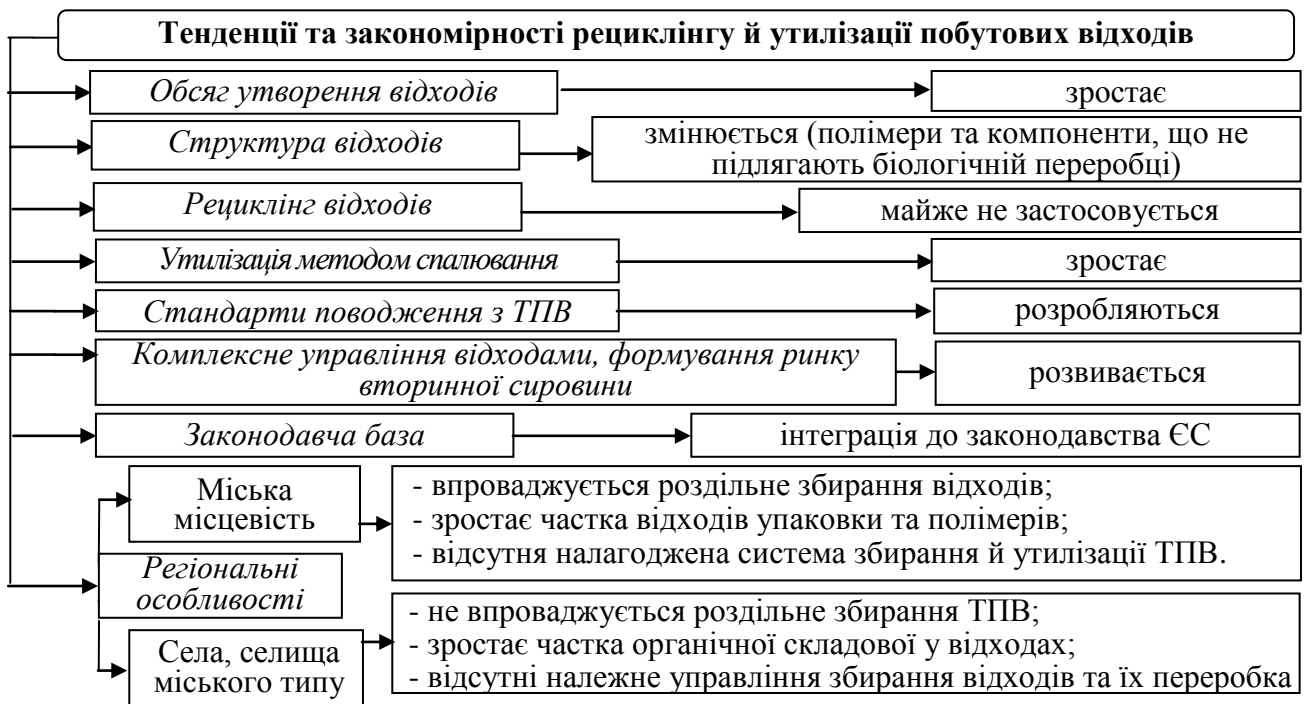 Тенденції та закономірності рециклінгу й утилізації побутових відходів
Обсяг утворення відходів
зростає
Структура відходів
змінюється (полімери та компоненти, що не
підлягають біологічній переробці)
Рециклінг відходів
майже не застосовується
Утилізація методом спалювання
зростає
Стандарти поводження з ТПВ
розробляються
Комплексне управління відходами, формування ринку
вторинної сировини
розвивається
Законодавча база
інтеграція до законодавства ЄС
Міська
місцевість
- впроваджується роздільне збирання відходів;
- зростає частка відходів упаковки та полімерів;
- відсутня налагоджена система збирання й утилізації ТПВ.
Регіональні
особливості
Села, селища
міського типу
- не впроваджується роздільне збирання ТПВ;
- зростає частка органічної складової у відходах;
- відсутні належне управління збирання відходів та їх переробка